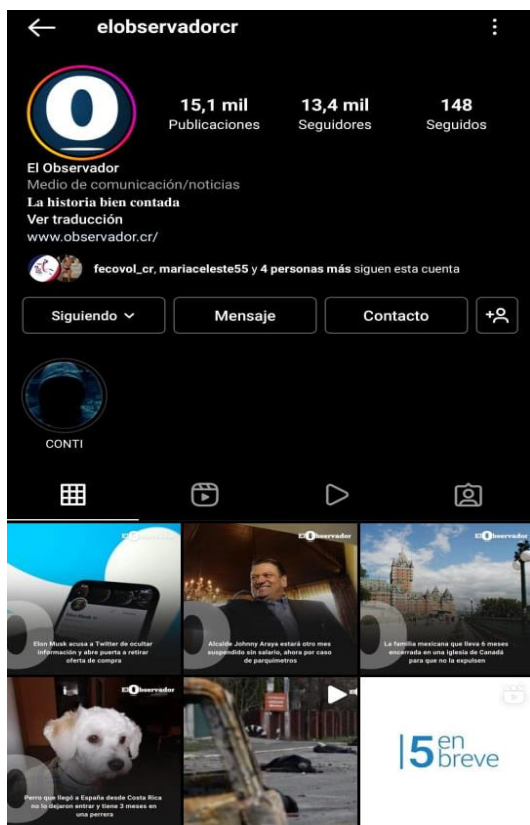 elobservadorcr
15,1 mil
Publicaciones
13,4 mil
Seguidores
148
Seguidos
El Observador
Medio de comunicación/noticias
La historia bien contada
Ver traducción
www.observador.cr/
fecovol_cr, mariaceleste55 y 4 personas más siguen esta cuenta
Siguiendo
Mensaje
Contacto
CONTI
El Observador
Elon Musk acusa a Twitter de ocultar
información y abre puerta a retirar
oferta de compra
El Observador
Alcalde Johnny Araya estará otro mes
suspendido sin salario, ahora por caso
de parquímetros
El Observador
La familia mexicana que lleva 6 meses
encerrada en una iglesia de Canadá
para que no la expulsen
El Observador
Perro que llegó a España desde Costa Rica
no lo dejaron entrar y tiene 3 meses en
una perrera
5 en
breve